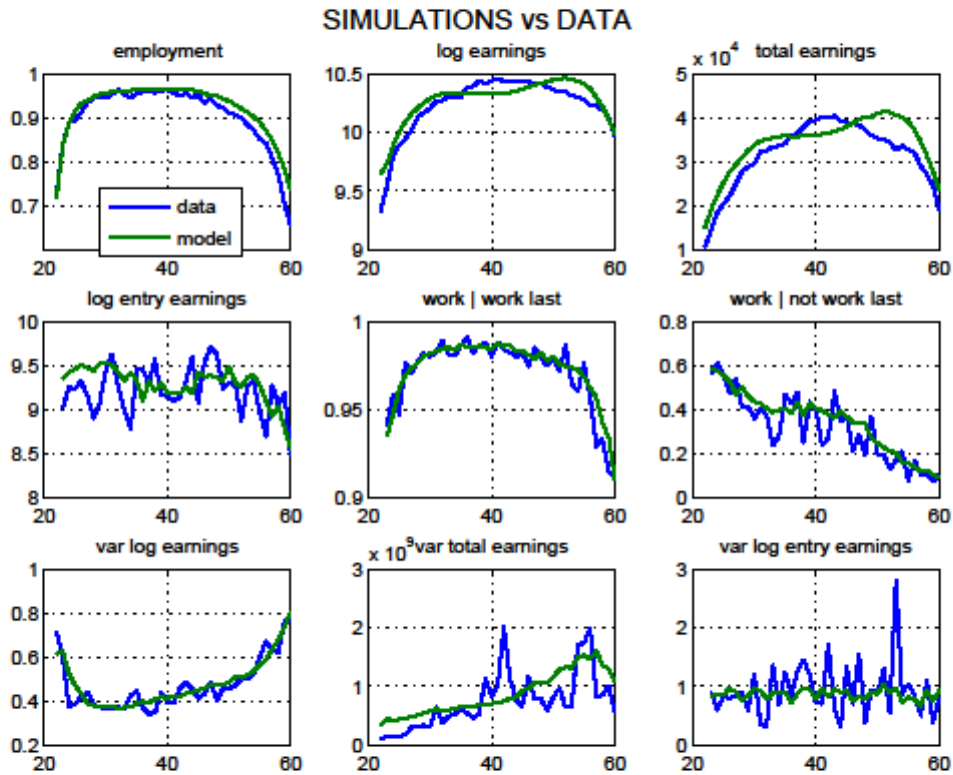 SIMULATIONS vs DATA
employment
1
0.9
0.8
0.7
20 40 60
data
model
log earnings
10.5
10
9.5
9
20 40 60
x 10^4 total earnings
5
4
3
2
1
20 40 60
log entry earnings
10
9.5
9
8.5
8
20 40 60
work | work last
1
0.95
0.9
20 40 60
work | not work last
0.8
0.6
0.4
0.2
0
20 40 60
var log earnings
1
0.8
0.6
0.4
0.2
20 40 60
x 10^9 var total earnings
3
2
1
0
20 40 60
var log entry earnings
3
2
1
0
20 40 60